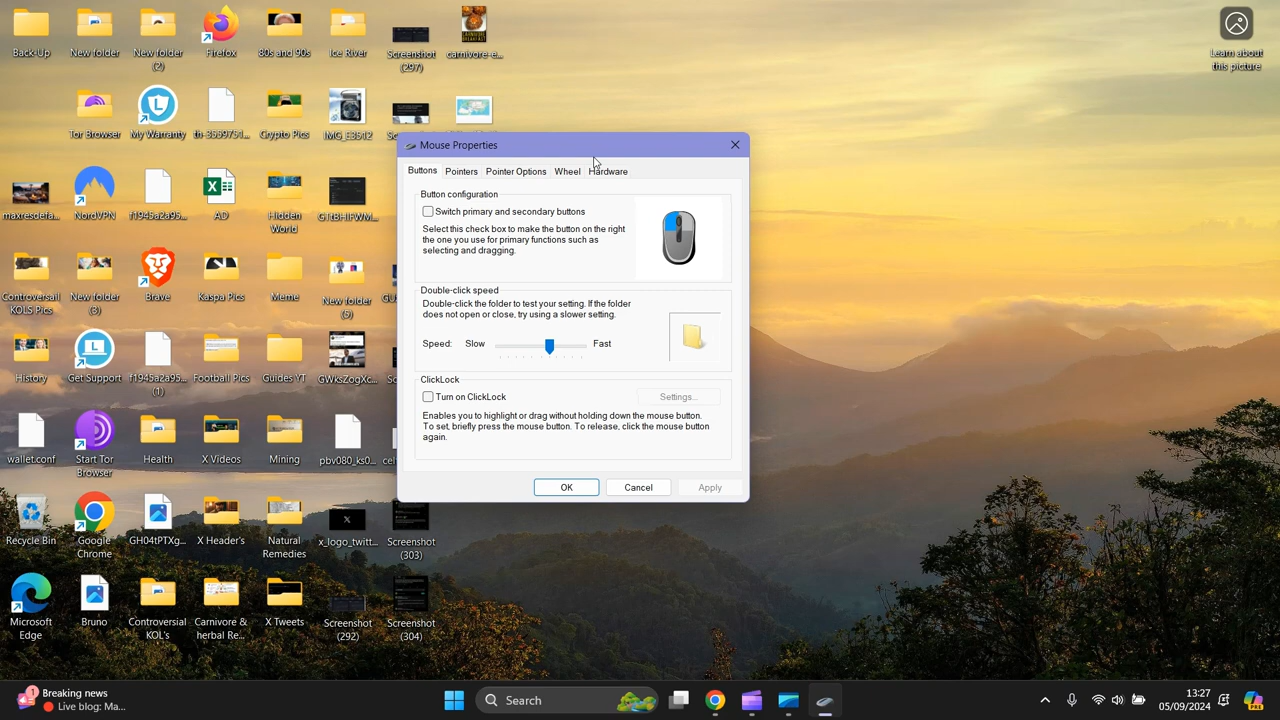 Back-Up
New folder
New folder
(2)
Firefox
80s and 90s
Ice River
Screenshot
(297)
carnivore-e...
Learn about
this picture
Tor Browser
My Warranty
Crypto Pics
IMG_E3512
Mouse Properties
Buttons
Pointers
Pointer Options
Wheel
Hardware
Button configuration
Switch primary and secondary buttons
Select this check box to make the button on the right
the one you use for primary functions such as
selecting and dragging.
Double-click speed
Double-click the folder to test your setting. If the folder
does not open or close, try using a slower setting.
Speed:
Slow
Fast
ClickLock
Turn on ClickLock
Settings...
Enables you to highlight or drag without holding down the mouse button.
To set, briefly press the mouse button. To release, click the mouse button
again.
OK
Cancel
Apply
maxresdefa...
NordVPN
f1945a2a95...
AD
Hidden
World
Controversall
KOLS Pics
New folder
(3)
Brave
Kaspa Pics
Meme
New folder
(9)
History
Get Support
f1945a2a95...
(1)
Football Pics
Guides YT
GWksZogXc...
wallet.conf
Start Tor
Browser
Health
X Videos
Mining
pbv080_ks0...
Recycle Bin
Google
Chrome
GH04tPTXg...
X Header's
Natural
Remedies
x_logo_twitt...
Screenshot
(303)
Microsoft
Edge
Bruno
Controversial
KOL's
Carnivore &
herbal Re...
X Tweets
Screenshot
(292)
Screenshot
(304)
1
Breaking news
Live blog: Ma...
Search
13:27
05/09/2024